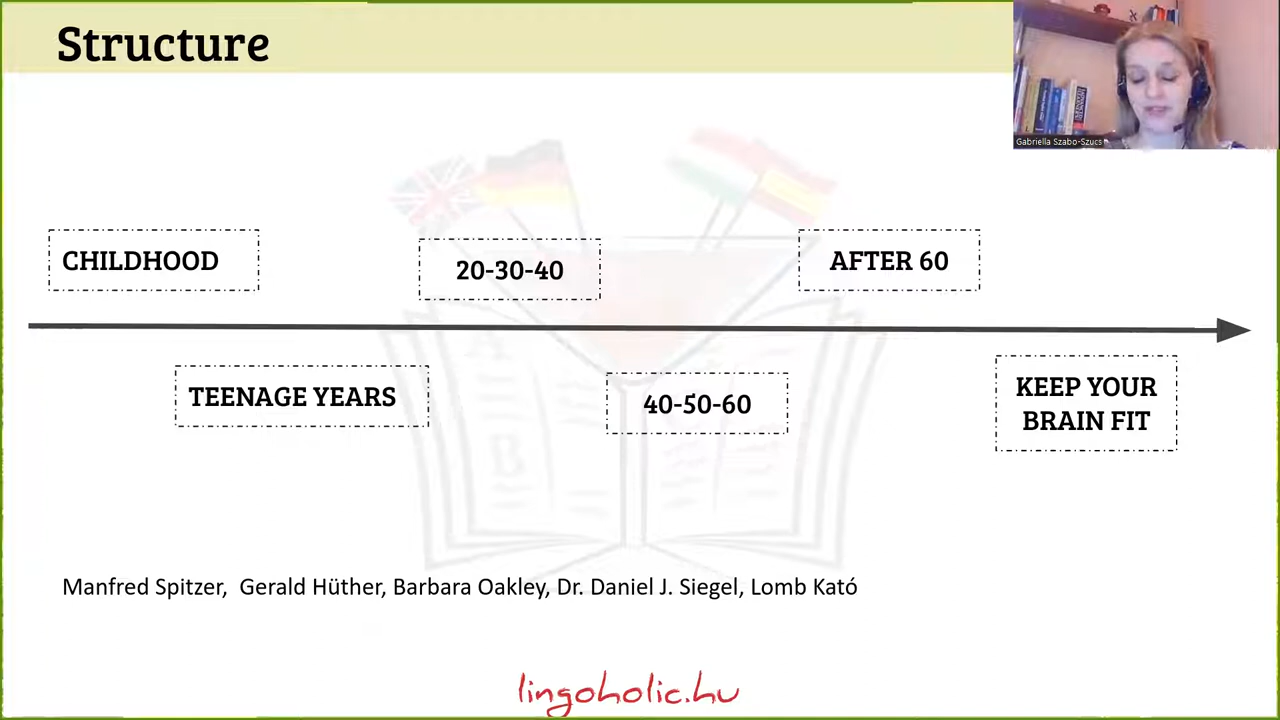 Structure
Gabriella Szabo-Szucs
CHILDHOOD
20-30-40
AFTER 60
TEENAGE YEARS
40-50-60
KEEP YOUR
BRAIN FIT
Manfred Spitzer, Gerald Hüther, Barbara Oakley, Dr. Daniel J. Siegel, Lomb Kató
lingoholic.hu